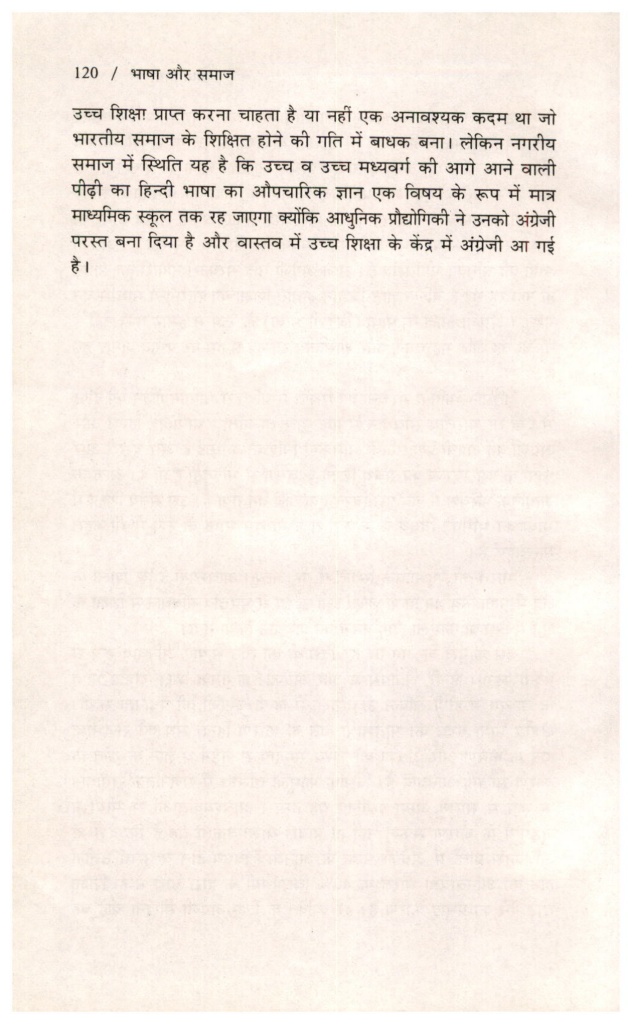 120 / भाषा और समाज
उच्च शिक्षा प्राप्त करना चाहता है या नहीं एक अनावश्यक कदम था जो
भारतीय समाज के शिक्षित होने की गति में बाधक बना। लेकिन नगरीय
समाज में स्थिति यह है कि उच्च व उच्च मध्यवर्ग की आगे आने वाली
पीढ़ी का हिन्दी भाषा का औपचारिक ज्ञान एक विषय के रूप में मात्र
माध्यमिक स्कूल तक रह जाएगा क्योंकि आधुनिक प्रौद्योगिकी ने उनको अंग्रेजी
परस्त बना दिया है और वास्तव में उच्च शिक्षा के केंद्र में अंग्रेजी आ गई
है।